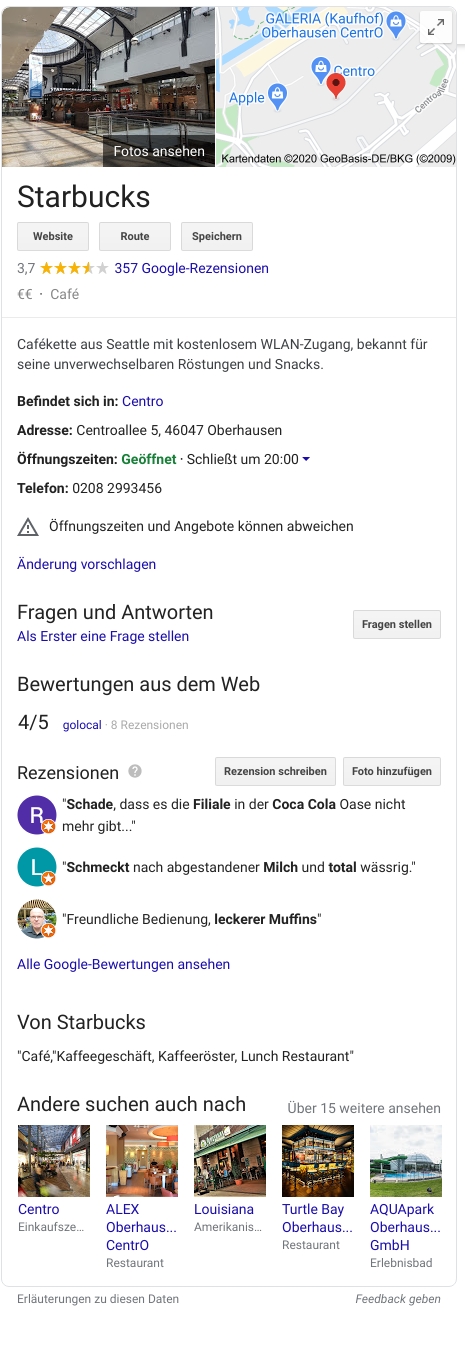 GALERIA (Kaufhof)
Oberhausen CentrO
Centro
Apple
Centroallee
Fotos ansehen
Kartendaten ©2020 GeoBasis-DE/BKG (©2009)
Starbucks
Website
Route
Speichern
3,7 357 Google-Rezensionen
€€ · Café
Cafékette aus Seattle mit kostenlosem WLAN-Zugang, bekannt für
seine unverwechselbaren Röstungen und Snacks.
Befindet sich in: Centro
Adresse: Centroallee 5, 46047 Oberhausen
Öffnungszeiten: Geöffnet · Schließt um 20:00
Telefon: 0208 2993456
Öffnungszeiten und Angebote können abweichen
Änderung vorschlagen
Fragen und Antworten
Als Erster eine Frage stellen
Fragen stellen
Bewertungen aus dem Web
4/5 golocal · 8 Rezensionen
Rezensionen ?
Rezension schreiben
Foto hinzufügen
R
"Schade, dass es die Filiale in der Coca Cola Oase nicht
mehr gibt..."
L
"Schmeckt nach abgestandener Milch und total wässrig."
"Freundliche Bedienung, leckerer Muffins"
Alle Google-Bewertungen ansehen
Von Starbucks
"Café,"Kaffeegeschäft, Kaffeeröster, Lunch Restaurant"
Andere suchen auch nach
Über 15 weitere ansehen
Centro
Einkaufsze...
ALEX
Oberhaus...
CentrO
Restaurant
Louisiana
Amerikanis...
Turtle Bay
Oberhaus...
Restaurant
AQUApark
Oberhaus...
GmbH
Erlebnisbad
Erläuterungen zu diesen Daten
Feedback geben